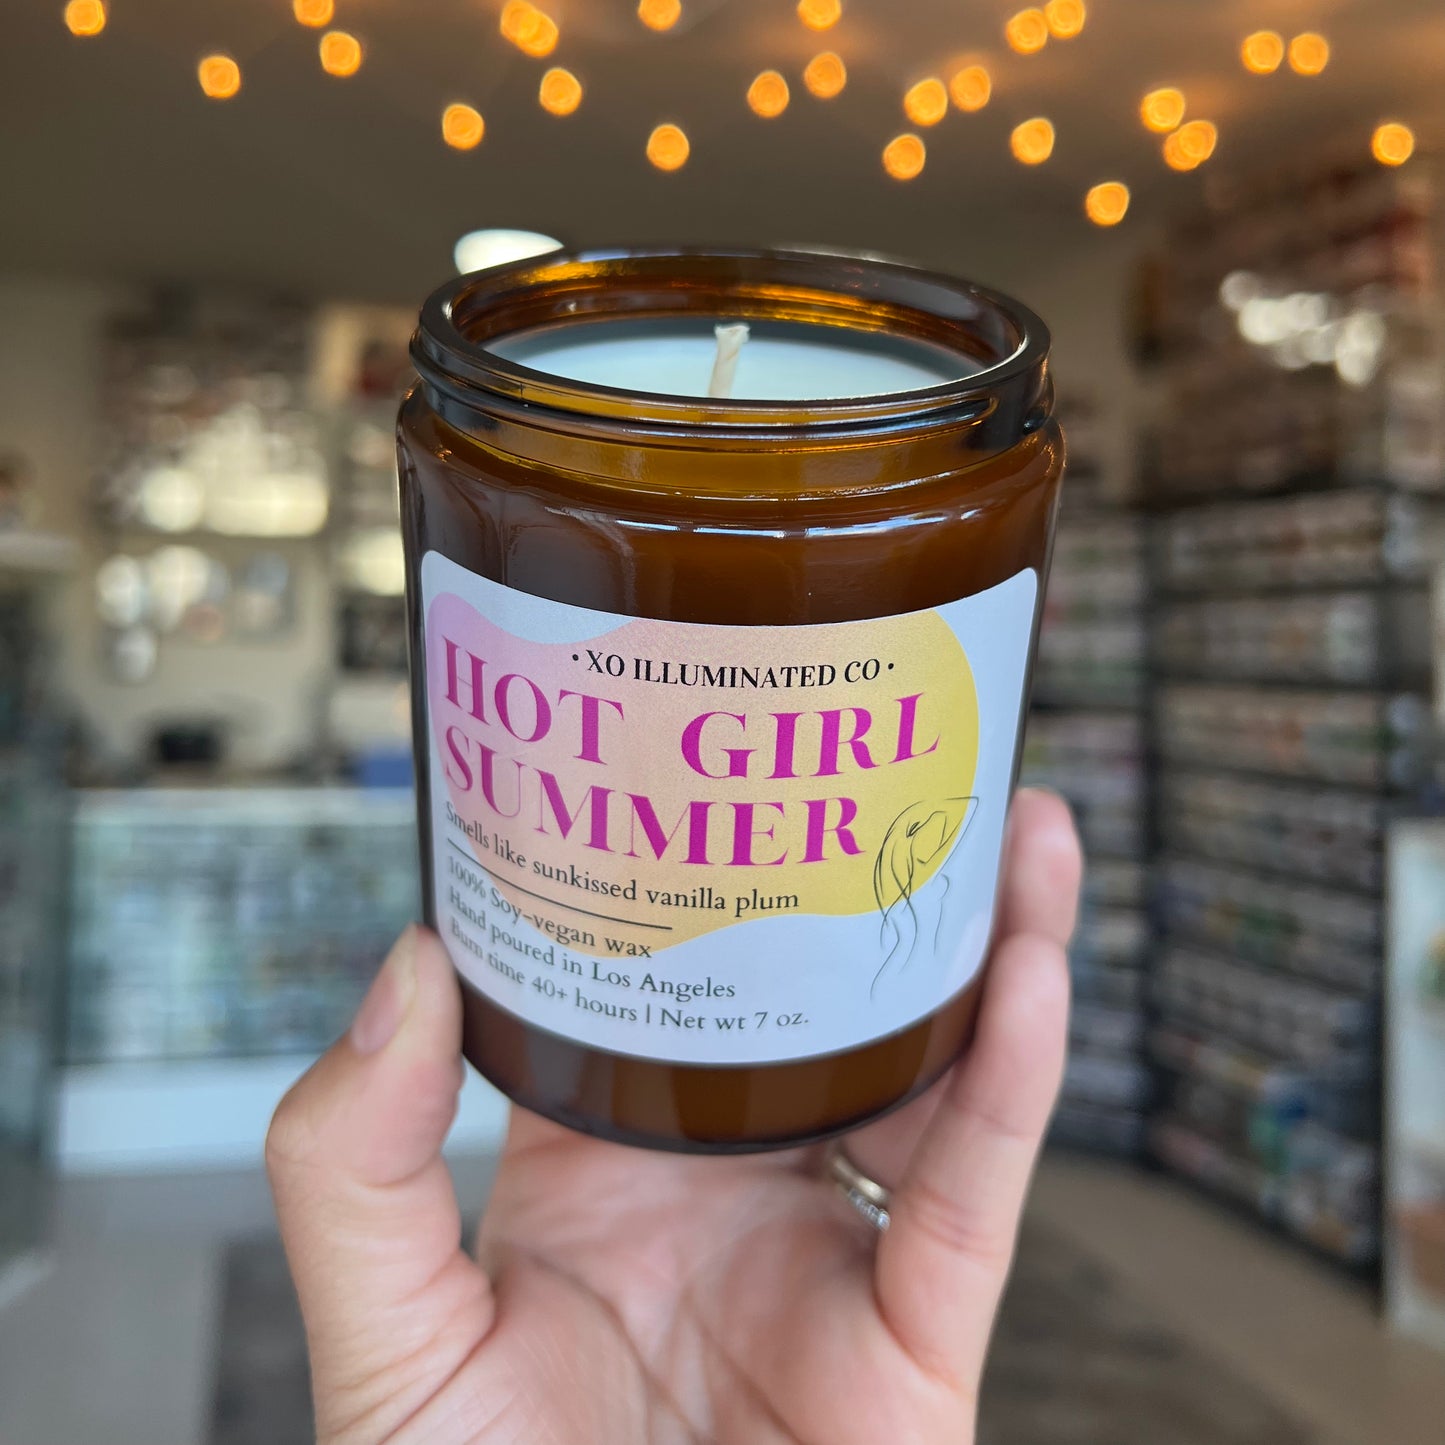 • XO ILLUMINATED CO •
HOT GIRL
SUMMER
Smells like sunkissed vanilla plum
100% Soy-vegan wax
Hand poured in Los Angeles
Burn time 40+ hours | Net wt 7 oz.